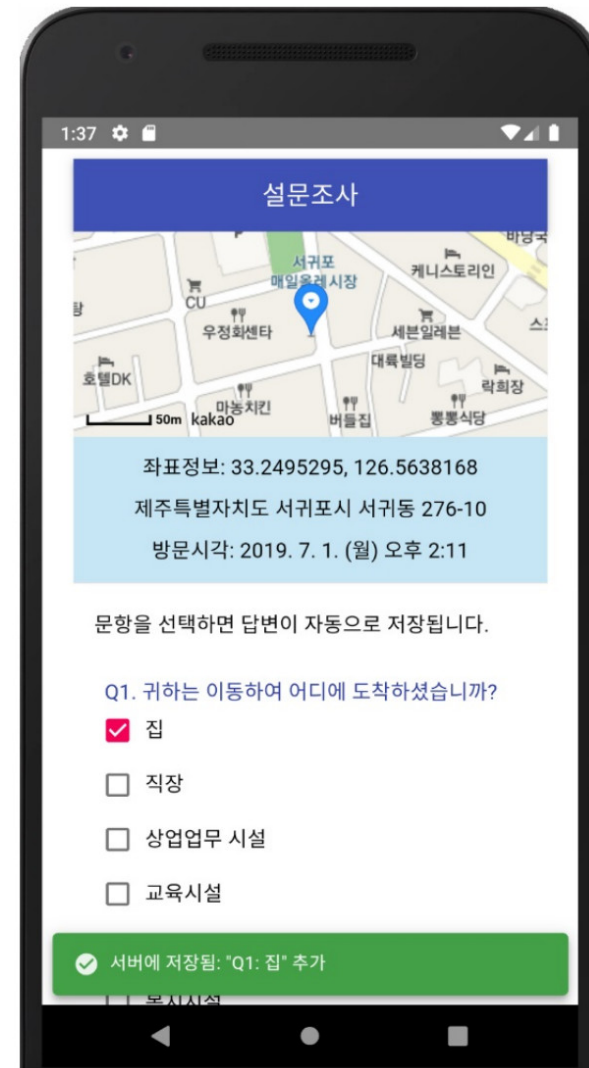 1:37
설문조사
바당국
서귀포
매일올레시장
케니스토리인
CU
우정회센타
세븐일레븐
대륙빌딩
호텔DK
락희장
마농치킨
버들집
뽕뽕식당
50m kakao
좌표정보: 33.2495295, 126.5638168
제주특별자치도 서귀포시 서귀동 276-10
방문시각: 2019. 7. 1. (월) 오후 2:11
문항을 선택하면 답변이 자동으로 저장됩니다.
Q1. 귀하는 이동하여 어디에 도착하셨습니까?
집
직장
상업업무 시설
교육시설
서버에 저장됨: "Q1: 집" 추가